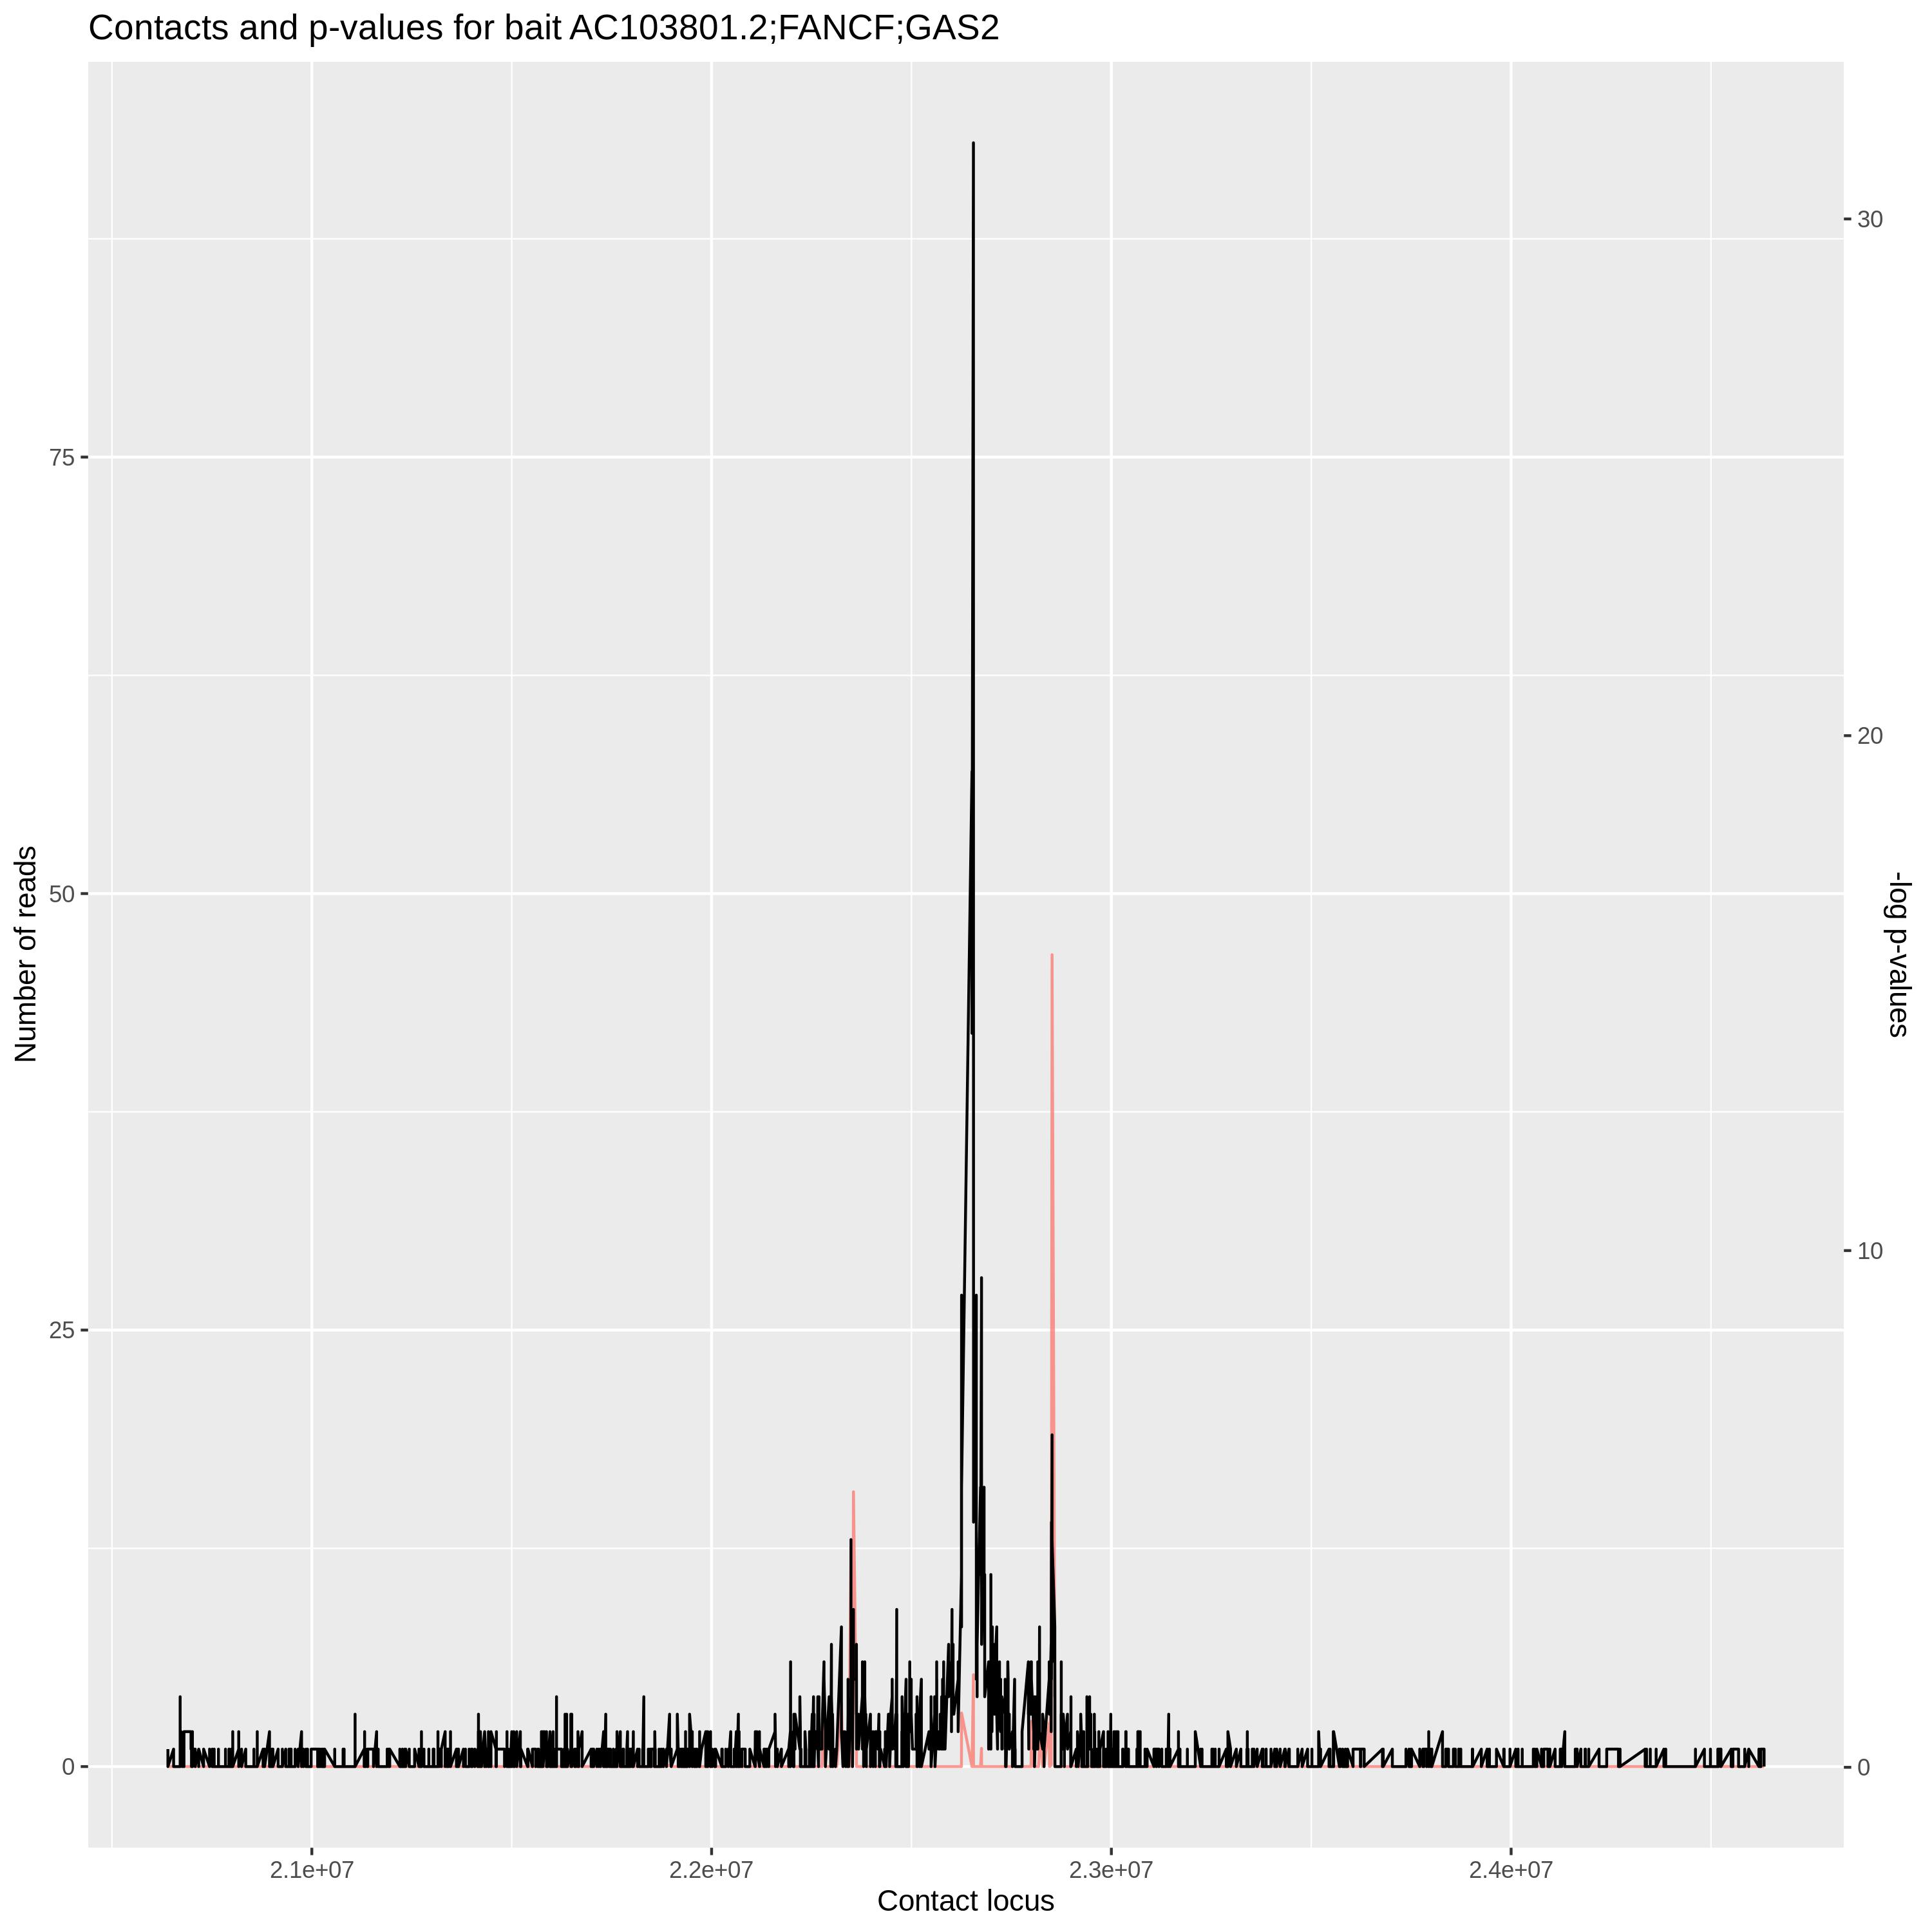 Contacts and p-values for bait AC103801.2;FANCF;GAS2
Number of reads
75
50
25
0
30
20
10
0
-log p-values
2.1e+07
2.2e+07
2.3e+07
2.4e+07
Contact locus